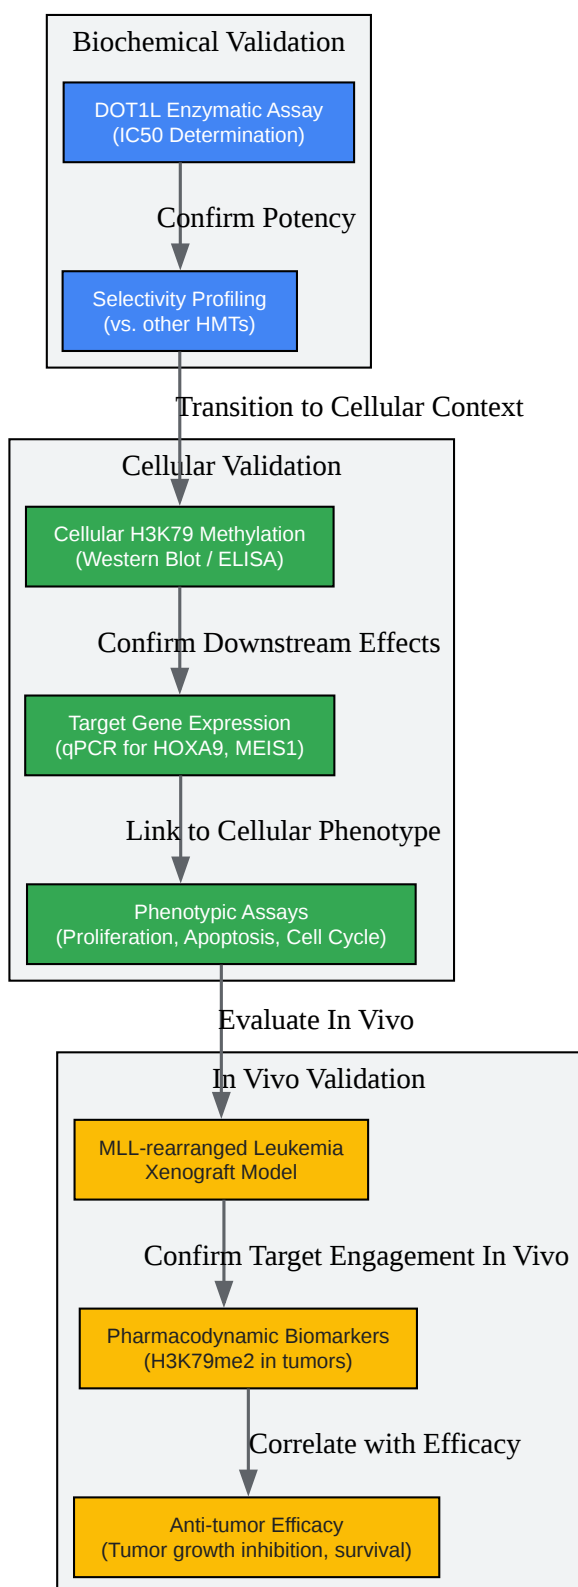 Biochemical Validation
DOT1L Enzymatic Assay
(IC50 Determination)
Confirm Potency
Selectivity Profiling
(vs. other HMTs)
Transition to Cellular Context
Cellular Validation
Cellular H3K79 Methylation
(Western Blot / ELISA)
Confirm Downstream Effects
Target Gene Expression
(qPCR for HOXA9, MEIS1)
Link to Cellular Phenotype
Phenotypic Assays
(Proliferation, Apoptosis, Cell Cycle)
Evaluate In Vivo
In Vivo Validation
MLL-rearranged Leukemia
Xenograft Model
Confirm Target Engagement In Vivo
Pharmacodynamic Biomarkers
(H3K79me2 in tumors)
Correlate with Efficacy
Anti-tumor Efficacy
(Tumor growth inhibition, survival)